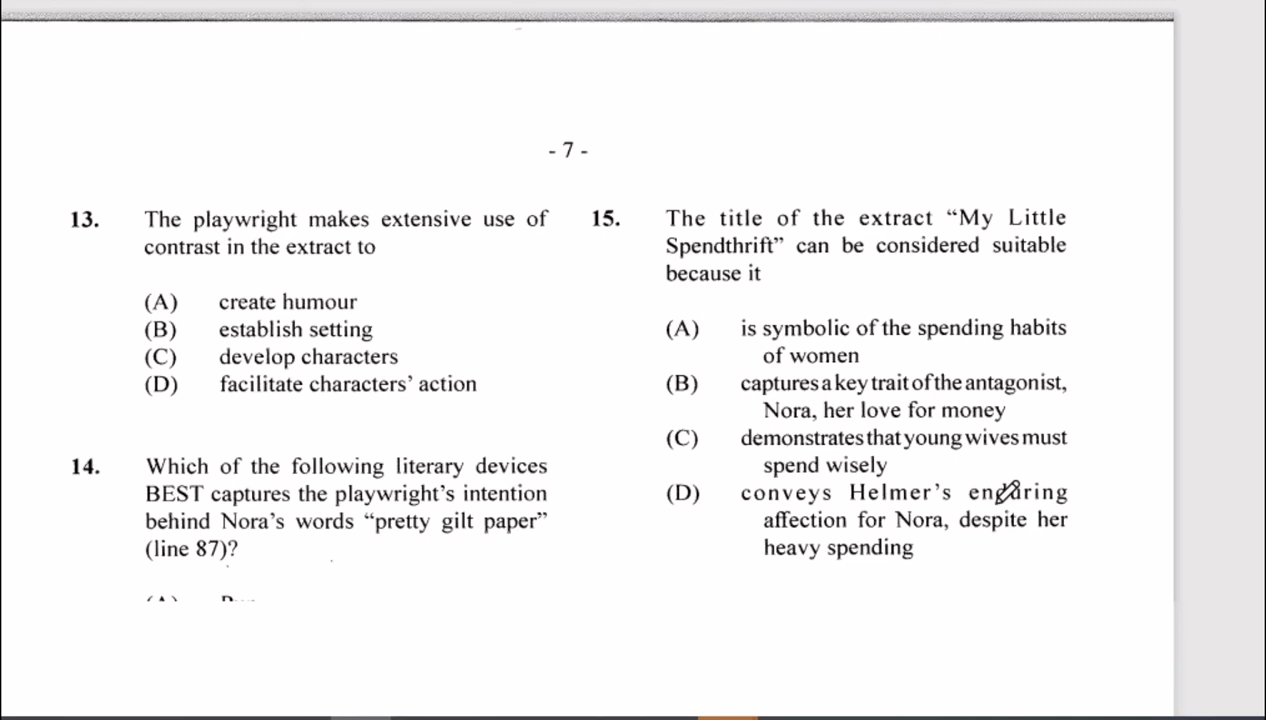 - 7 -
13. The playwright makes extensive use of
contrast in the extract to
(A) create humour
(B) establish setting
(C) develop characters
(D) facilitate characters' action
14. Which of the following literary devices
BEST captures the playwright's intention
behind Nora's words “pretty gilt paper”
(line 87)?
15. The title of the extract “My Little
Spendthrift” can be considered suitable
because it
(A) is symbolic of the spending habits
of women
(B) captures a key trait of the antagonist,
Nora, her love for money
(C) demonstrates that young wives must
spend wisely
(D) conveys Helmer's enduring
affection for Nora, despite her
heavy spending